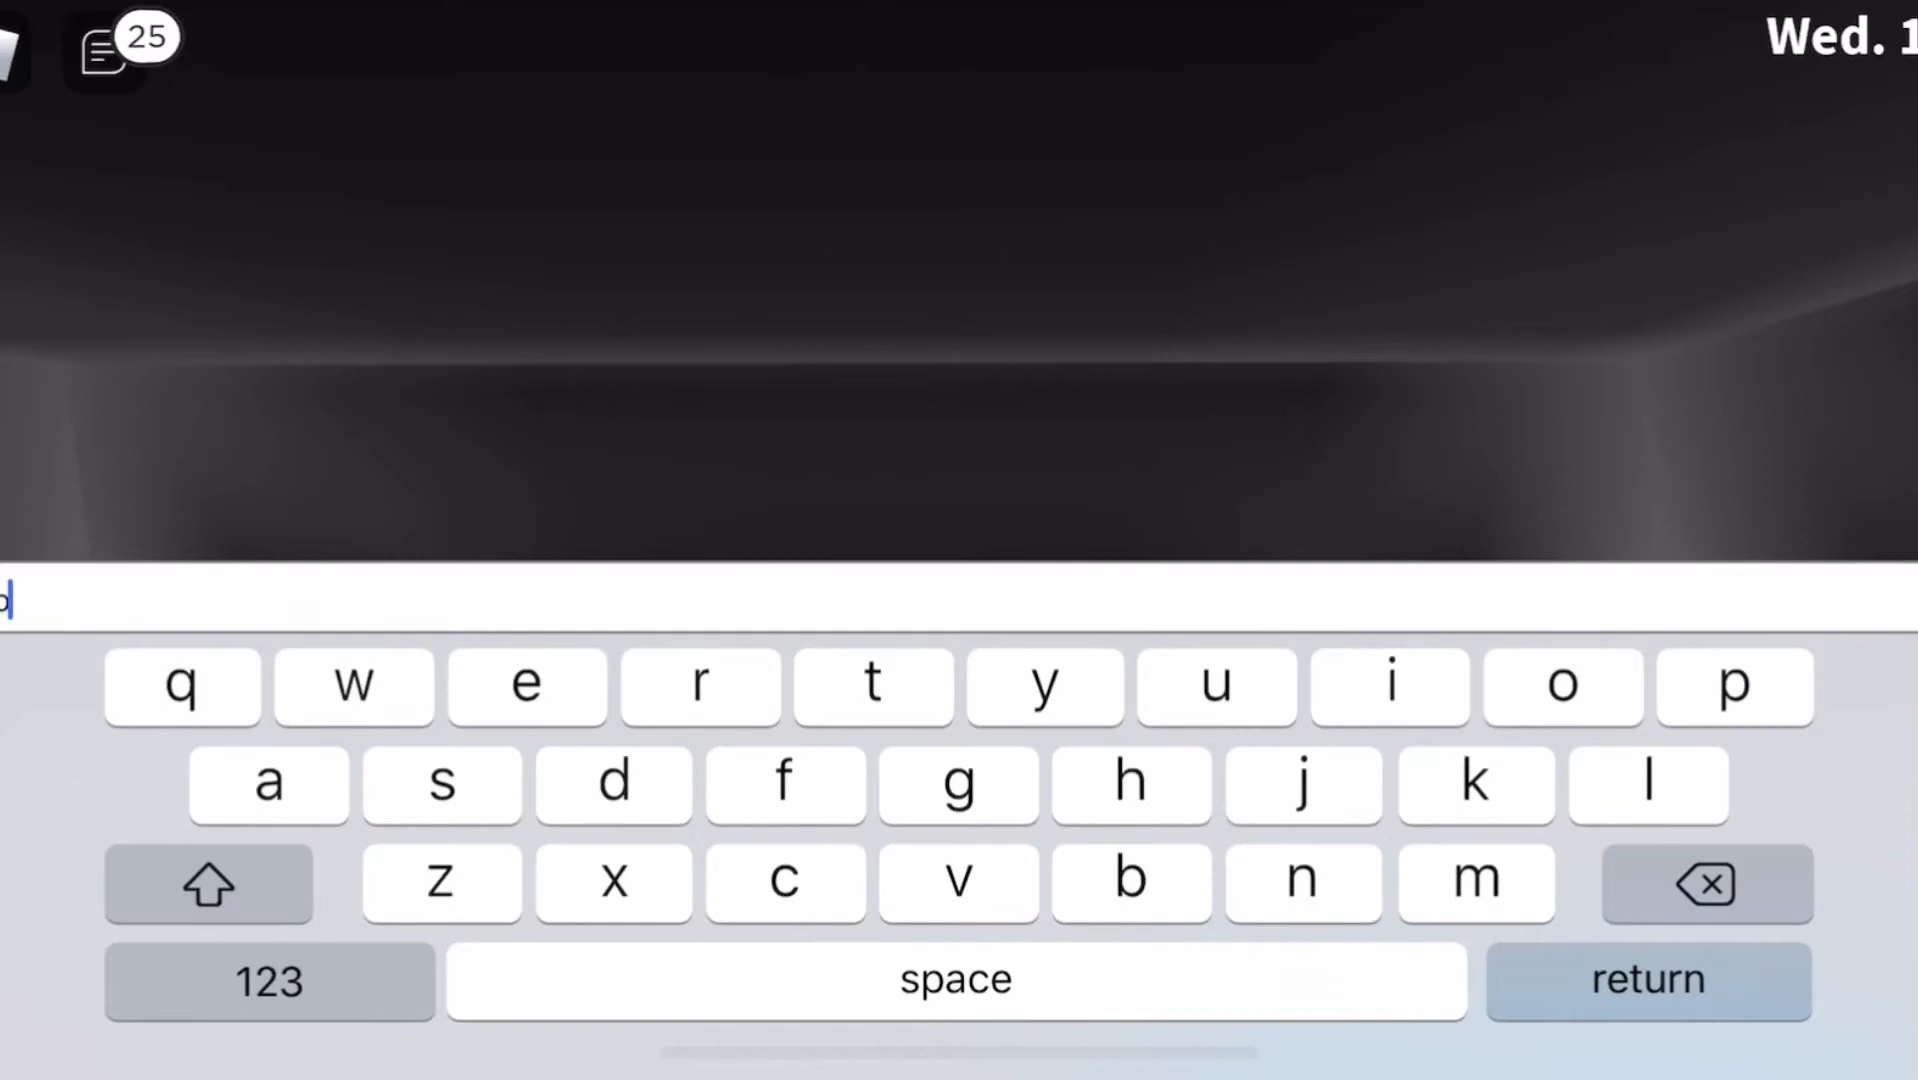 25
Wed. 1
q w e r t y u i o p
a s d f g h j k l
z x c v b n m
123 space return